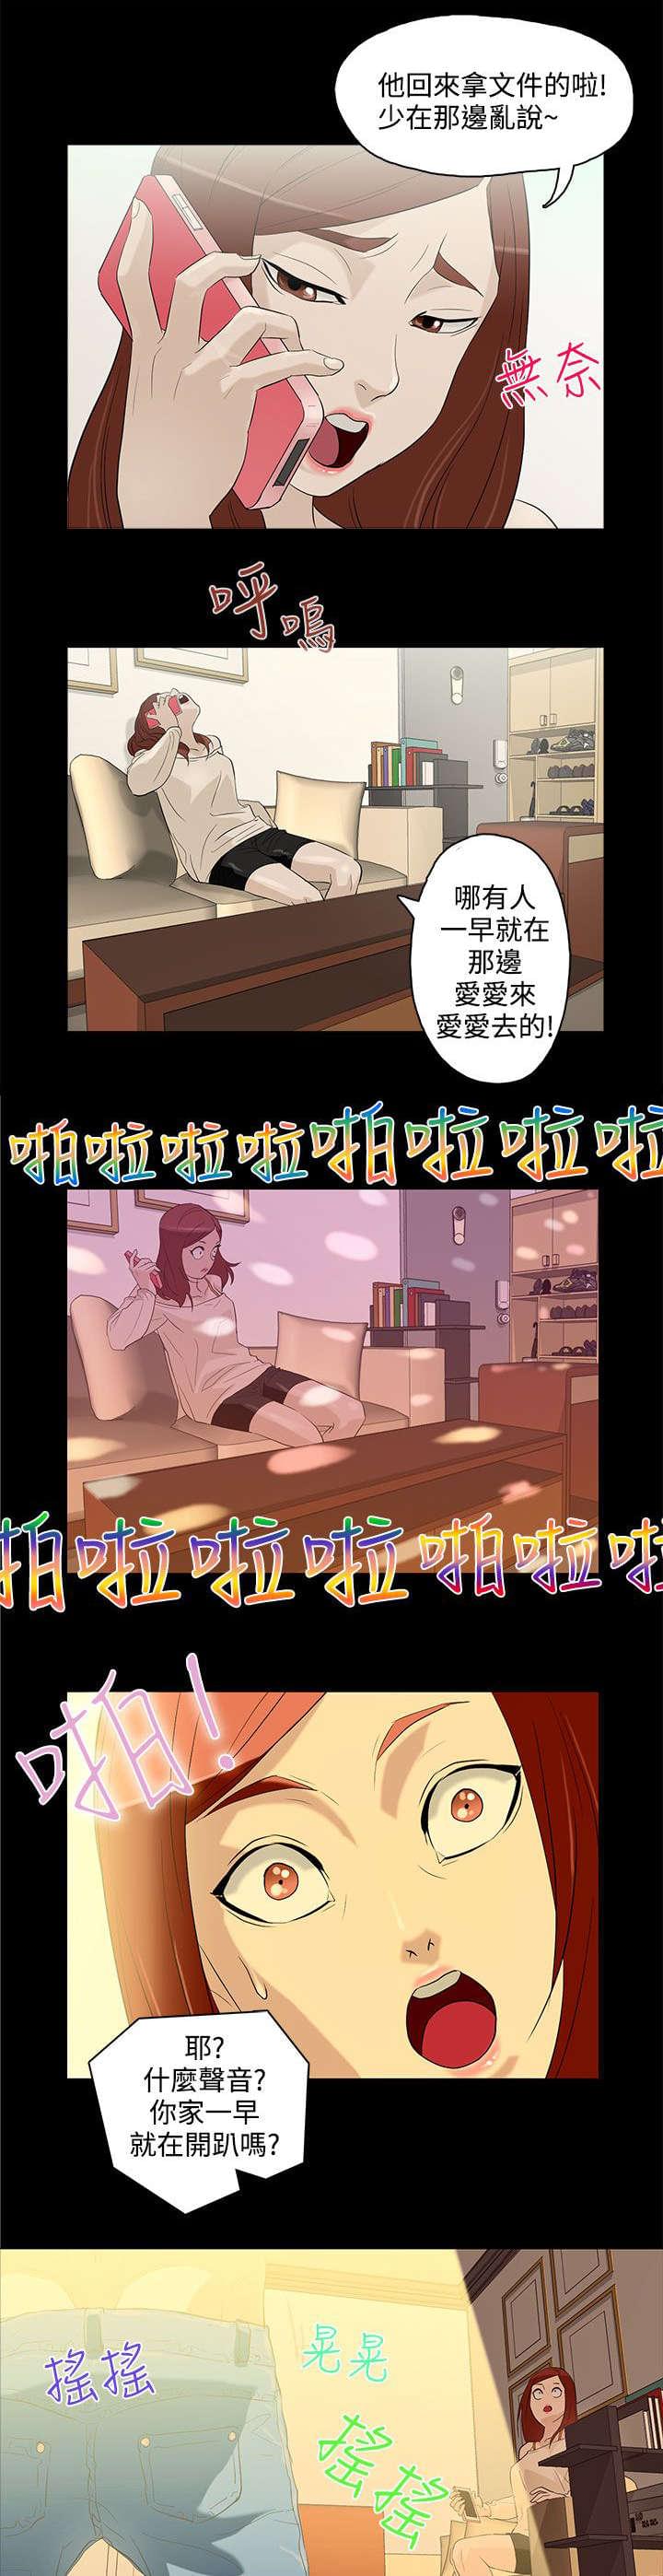 他回來拿文件的啦!
少在那邊亂說~
無奈
呼嗚
哪有人
一早就在
那邊
愛愛來
愛愛去的!
啪啦啦啦啪啦啦啦
啪啦啦啦啪啦啦
啪!
耶?
什麼聲音?
你家一早
就在開趴嗎?
搖搖
晃晃
搖搖